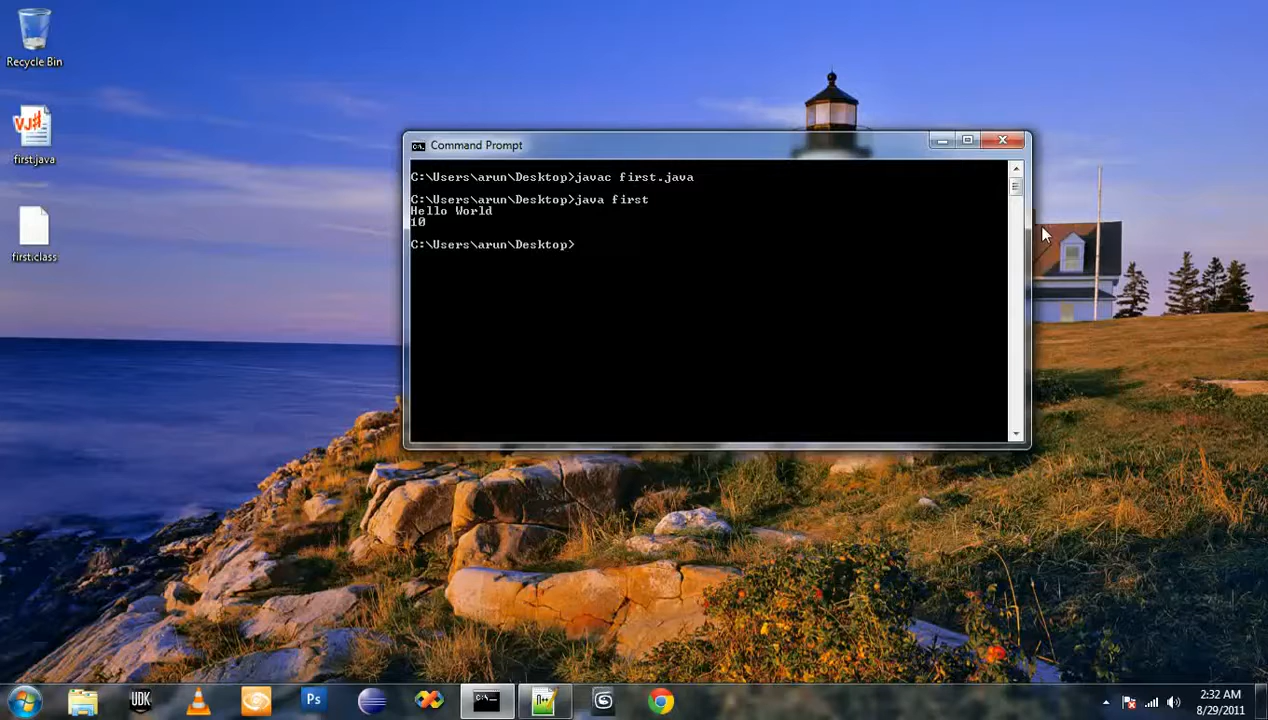 Recycle Bin
VJ#
first.java
first.class
Command Prompt
C:\Users\arun\Desktop>javac first.java
C:\Users\arun\Desktop>java first
Hello World
10
C:\Users\arun\Desktop>
UDK
Ps
2:32 AM
8/29/2011